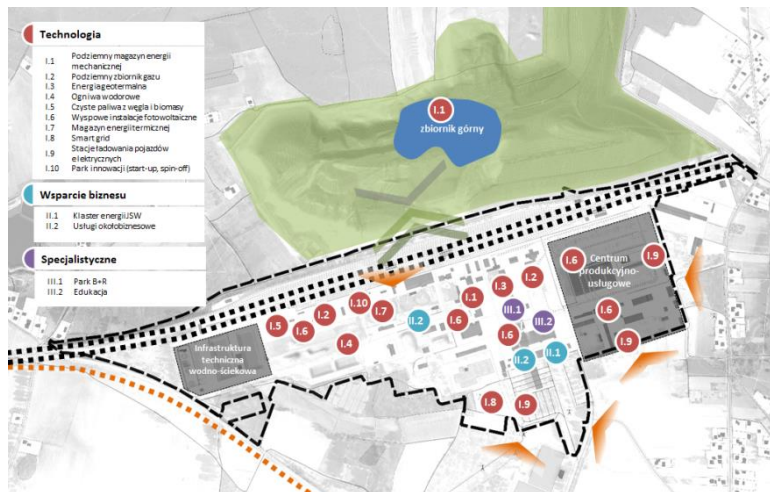 Technologia
I.1 Podziemny magazyn energii
mechanicznej
I.2 Podziemny zbiornik gazu
I.3 Energia geotermalna
I.4 Ogniwa wodorowe
I.5 Czyste paliwa z węgla i biomasy
I.6 Wyspowe instalacje fotowoltaiczne
I.7 Magazyn energii termicznej
I.8 Smart grid
I.9 Stacje ładowania pojazdów
elektrycznych
I.10 Park innowacji (start-up, spin-off)
Wsparcie biznesu
II.1 Klaster energii JSW
II.2 Usługi okołobiznesowe
Specjalistyczne
III.1 Park B+R
III.2 Edukacja
I.1
zbiornik górny
Centrum
produkcyjno-
usługowe
I.6
I.9
I.6
I.9
I.2
I.3
I.1
I.10
I.7
I.2
I.5
I.6
I.4
II.2
I.6
III.1
III.2
I.6
II.2
II.1
I.8
I.9
Infrastruktura
techniczna
wodno-ściekowa